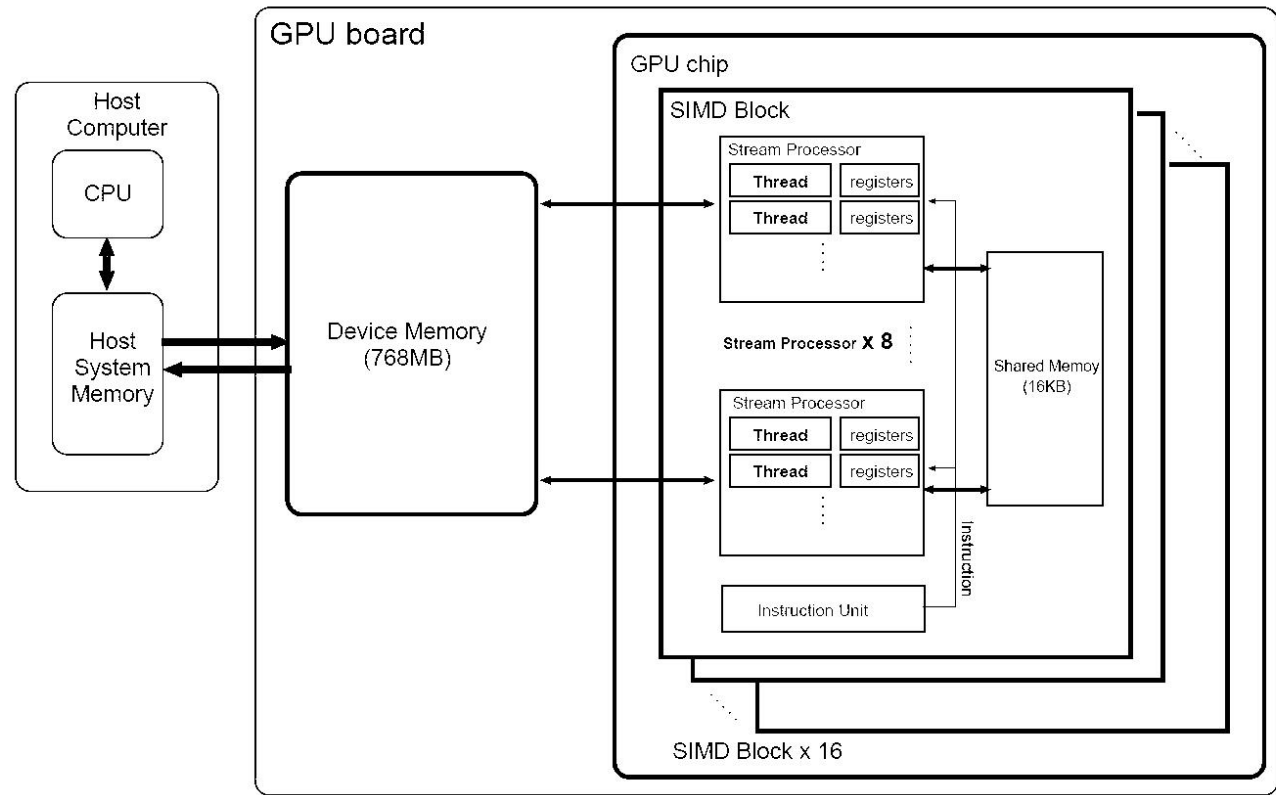 GPU board
GPU chip
Host
Computer
SIMD Block
Stream Processor
CPU
Thread registers
Thread registers
Host
System
Memory
Device Memory
(768MB)
Stream Processor x 8
Shared Memoy
(16KB)
Stream Processor
Thread registers
Thread registers
Instruction
Instruction Unit
SIMD Block x 16